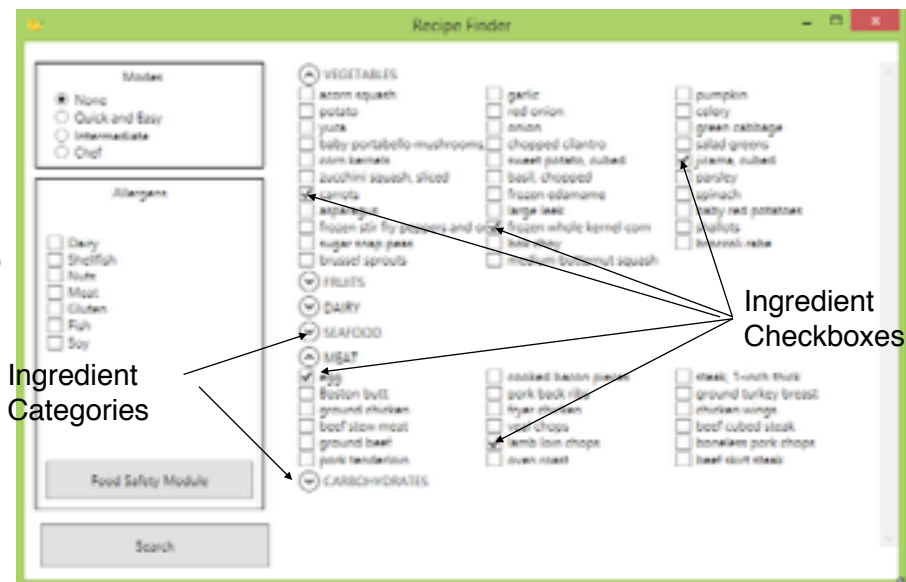 Recipe Finder
Modes
None
Quick and Easy
Intermediate
Chef
Allergens
Dairy
Shellfish
Nuts
Meat
Gluten
Fish
Soy
Food Safety Module
Search
VEGETABLES
acorn squash
potato
yuca
baby portabello mushrooms
corn kernels
zucchini squash, sliced
carrots
asparagus
frozen stir fry peppers and
sugar snap peas
brussel sprouts
garlic
red onion
onion
chopped cilantro
sweet potato, cubed
basil, chopped
frozen edamame
large leek
frozen whole kernel corn
bok choy
medium butternut squash
pumpkin
celery
green cabbage
salad greens
jicama, cubed
parsley
spinach
baby red potatoes
shallots
broccoli rabe
FRUITS
DAIRY
SEAFOOD
MEAT
egg
Boston butt
ground chicken
beef stew meat
ground beef
pork tenderloin
cooked bacon pieces
pork back ribs
fryer chicken
veal chops
lamb loin chops
oven roast
steak, 1-inch thick
ground turkey breast
chicken wings
beef cubed steak
boneless pork chops
beef skirt steak
CARBOHYDRATES
Ingredient
Categories
Ingredient
Checkboxes